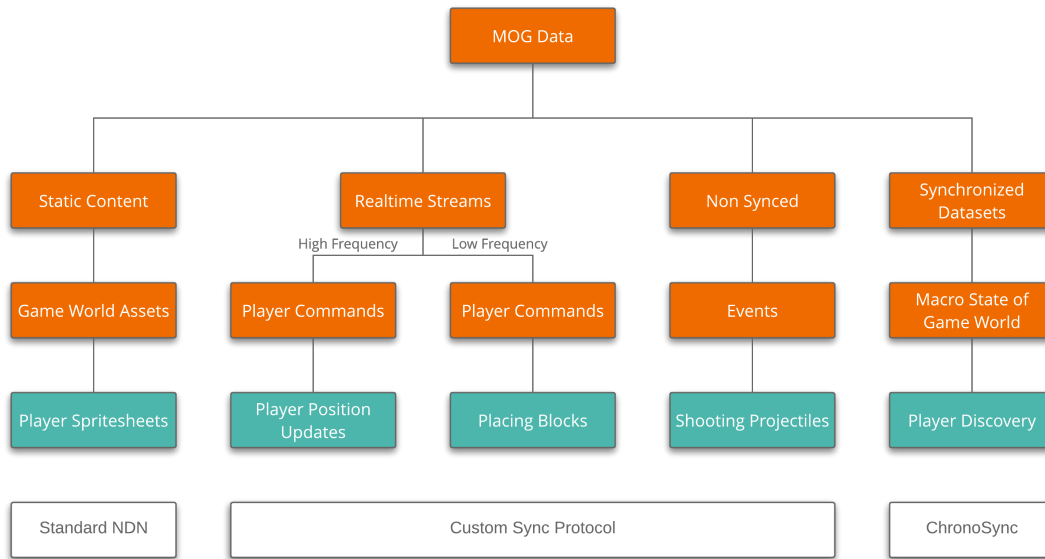 MOG Data
Static Content
Realtime Streams
Non Synced
Synchronized
Datasets
High Frequency
Low Frequency
Game World Assets
Player Commands
Player Commands
Events
Macro State of
Game World
Player Spritesheets
Player Position
Updates
Placing Blocks
Shooting Projectiles
Player Discovery
Standard NDN
Custom Sync Protocol
ChronoSync